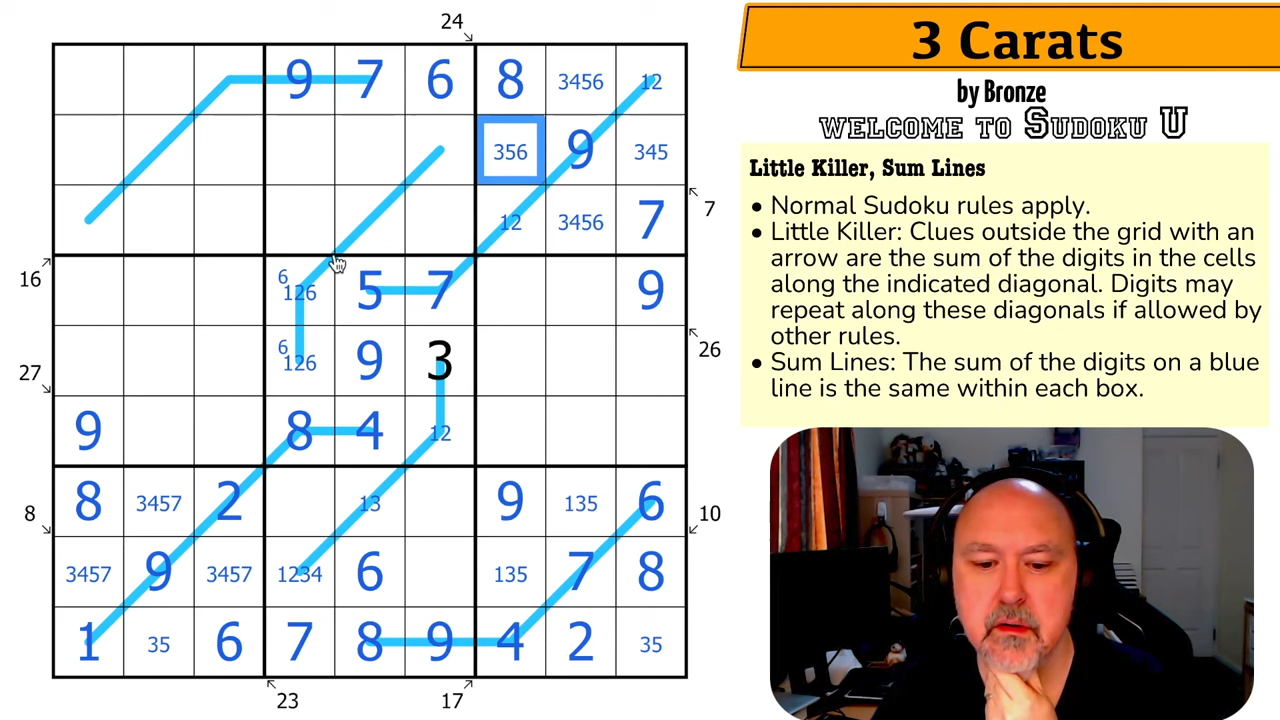 24
9 7 6 8 3456 12
356 9 345
12 3456 7
7
16
6 126 5 7 9
6 126 9 3
26
27
9 8 4 12
8 3457 2 13 9 135 6
8
10
3457 9 3457 1234 6 135 7 8
1 35 6 7 8 9 4 2 35
23 17
3 Carats
by Bronze
WELCOME TO SUDOKU U
Little Killer, Sum Lines
• Normal Sudoku rules apply.
• Little Killer: Clues outside the grid with an
arrow are the sum of the digits in the cells
along the indicated diagonal. Digits may
repeat along these diagonals if allowed by
other rules.
• Sum Lines: The sum of the digits on a blue
line is the same within each box.